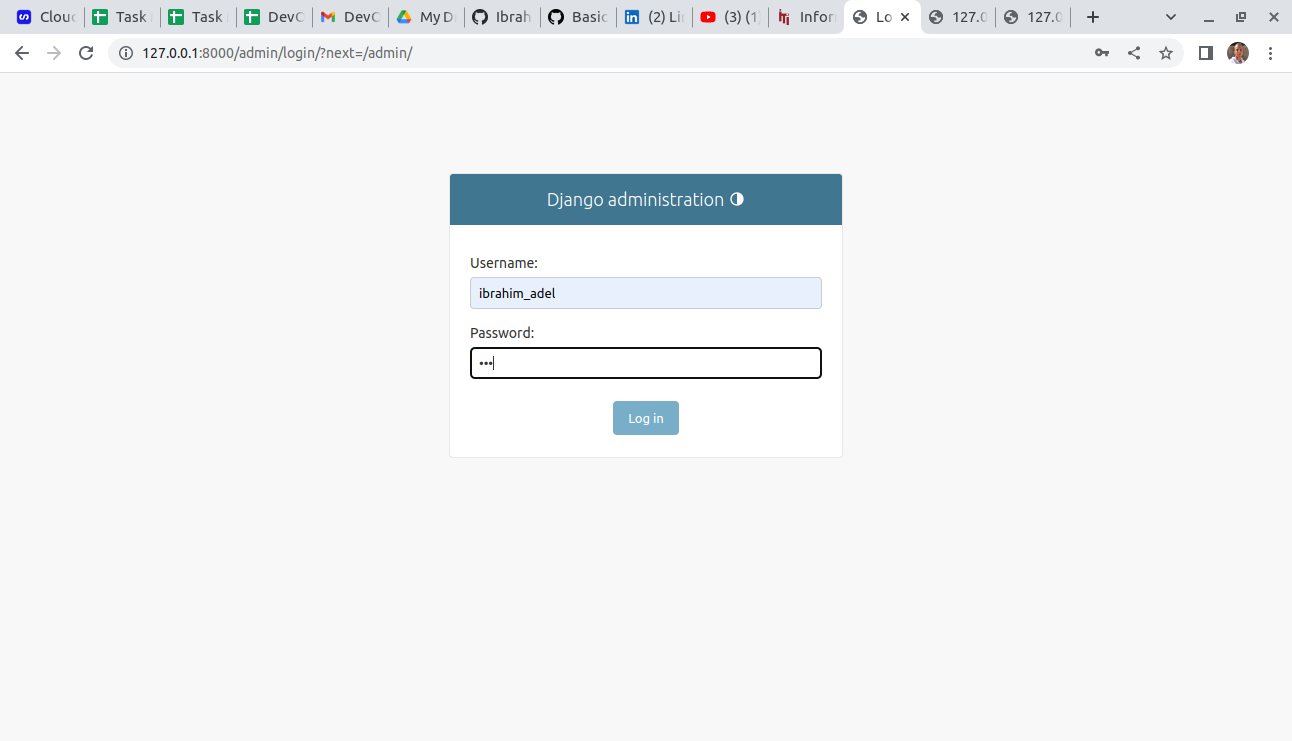 Clou Task Task DevC DevC My Dr Ibrah Basic (2) Li (3) (1) Infor Lo 127.0 127.0
127.0.0.1:8000/admin/login/?next=/admin/
Django administration
Username:
ibrahim_adel
Password:
•••
Log in